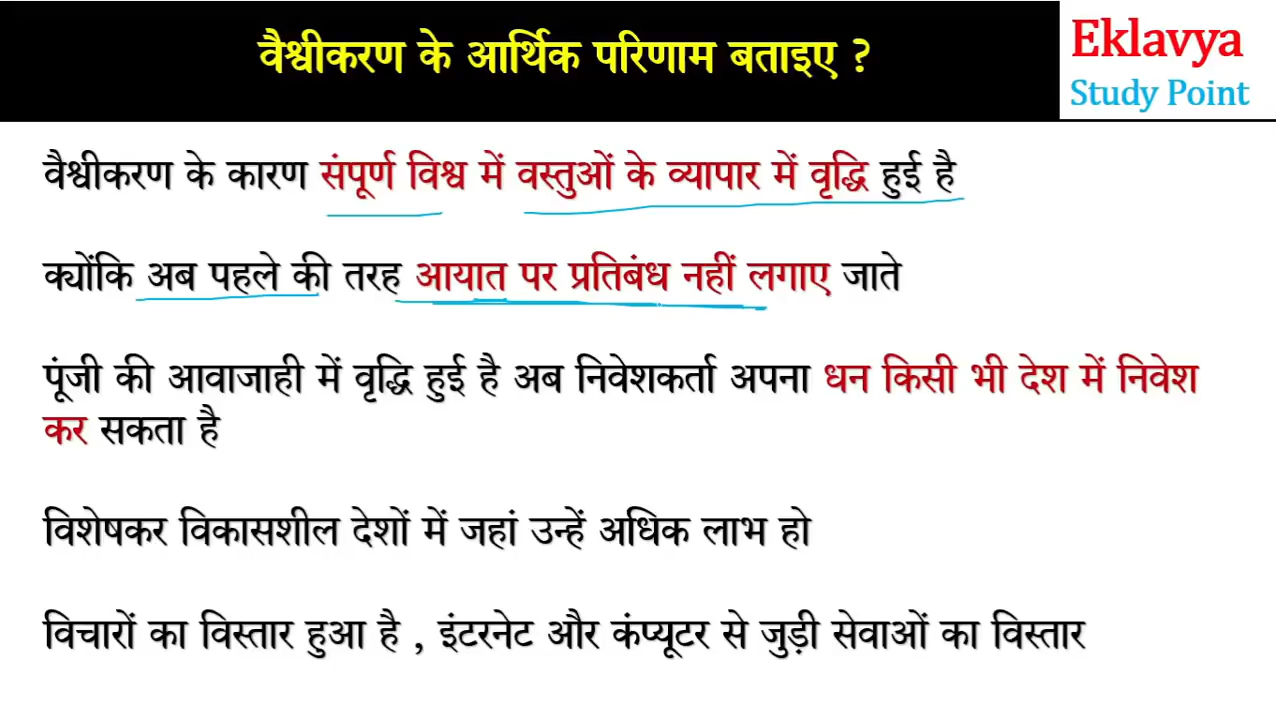 वैश्वीकरण के आर्थिक परिणाम बताइए ?
Eklavya
Study Point
वैश्वीकरण के कारण संपूर्ण विश्व में वस्तुओं के व्यापार में वृद्धि हुई है
क्योंकि अब पहले की तरह आयात पर प्रतिबंध नहीं लगाए जाते
पूंजी की आवाजाही में वृद्धि हुई है अब निवेशकर्ता अपना धन किसी भी देश में निवेश
कर सकता है
विशेषकर विकासशील देशों में जहां उन्हें अधिक लाभ हो
विचारों का विस्तार हुआ है , इंटरनेट और कंप्यूटर से जुड़ी सेवाओं का विस्तार